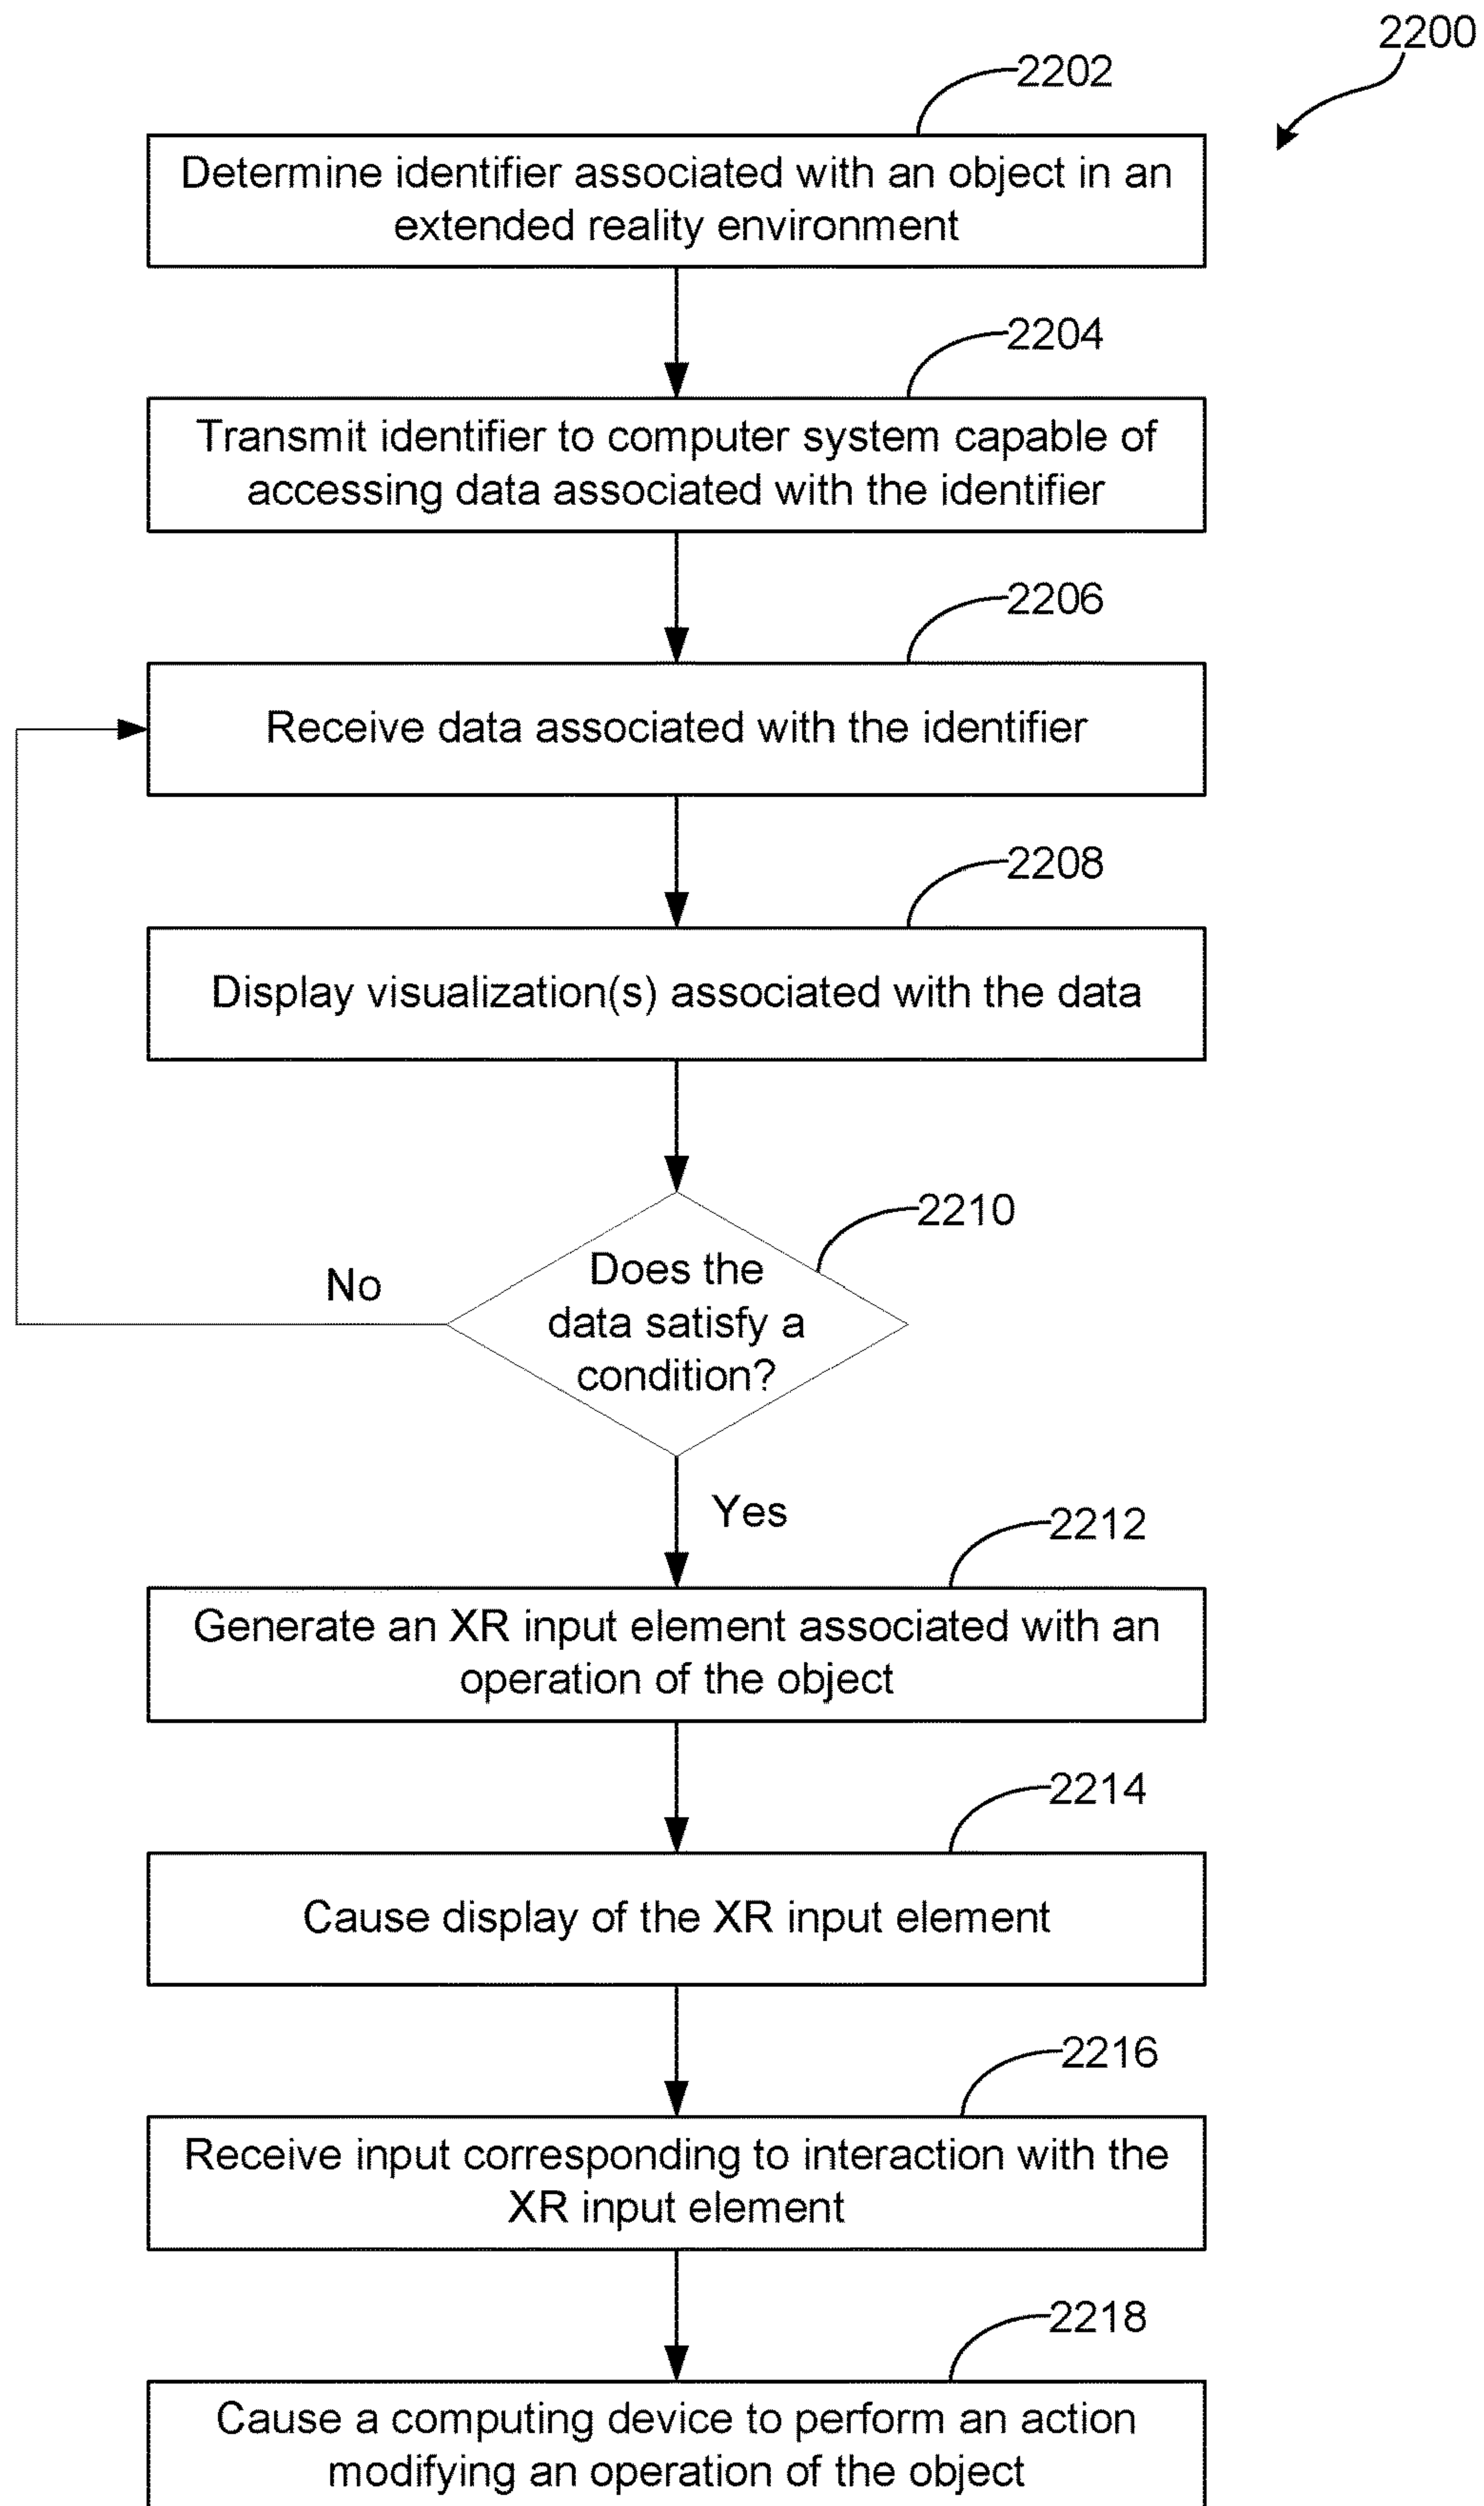 2200
2202
Determine identifier associated with an object in an
extended reality environment
2204
Transmit identifier to computer system capable of
accessing data associated with the identifier
2206
Receive data associated with the identifier
2208
Display visualization(s) associated with the data
2210
Does the
data satisfy a
condition?
No
Yes
2212
Generate an XR input element associated with an
operation of the object
2214
Cause display of the XR input element
2216
Receive input corresponding to interaction with the
XR input element
2218
Cause a computing device to perform an action
modifying an operation of the object